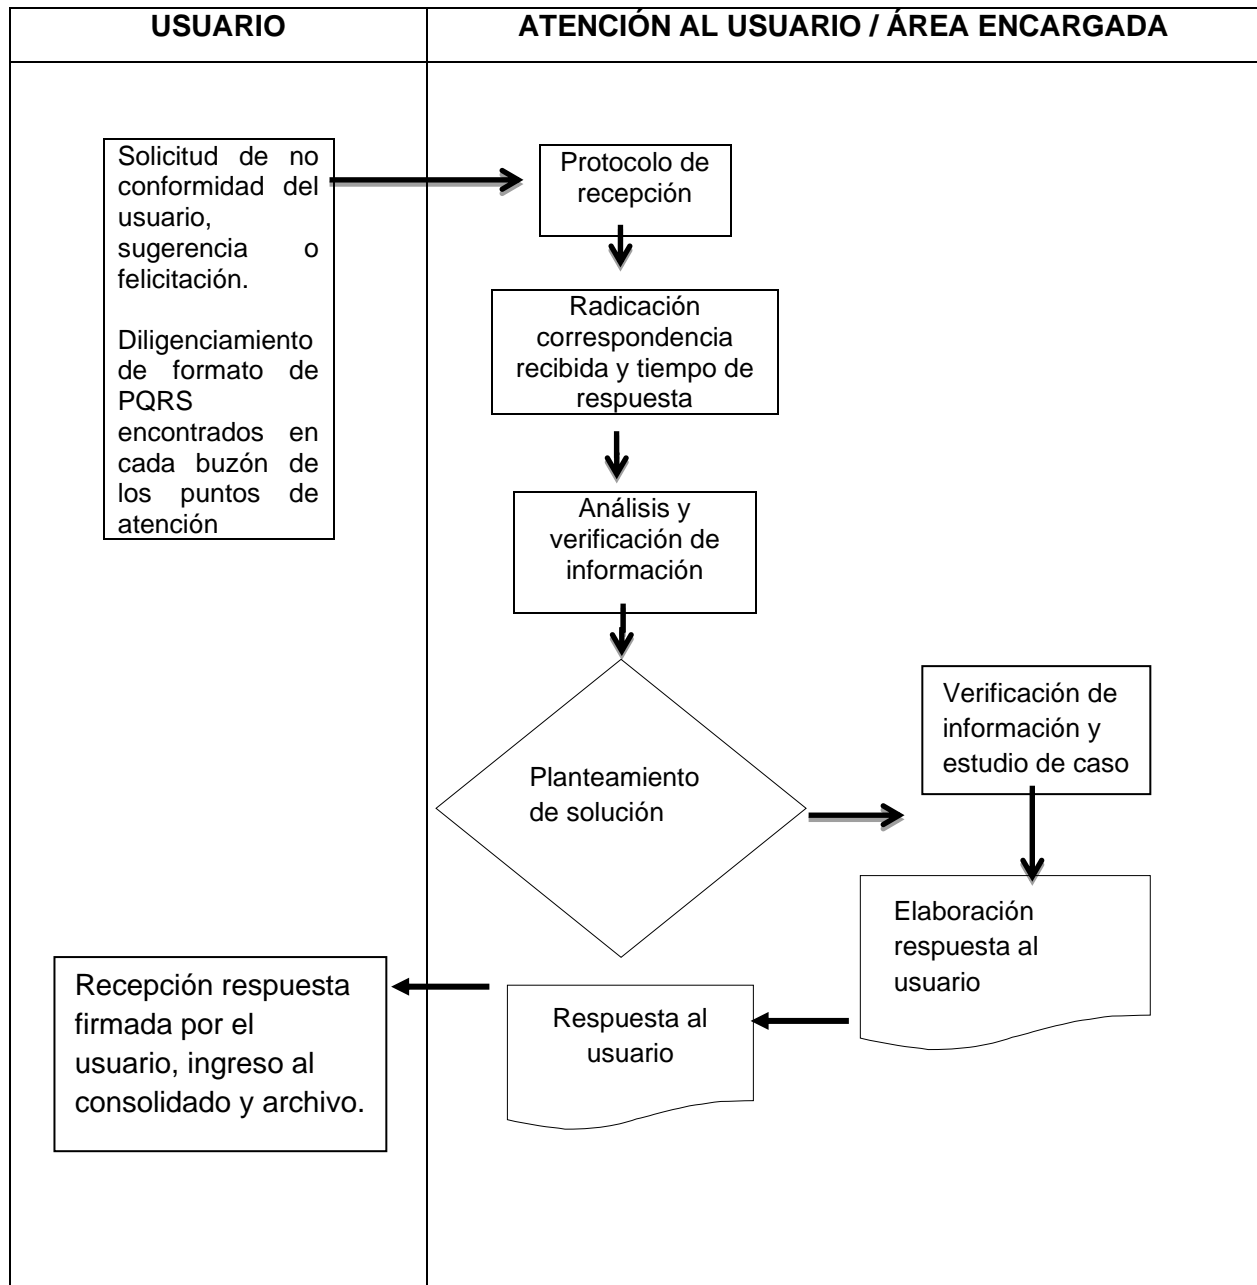 USUARIO
ATENCIÓN AL USUARIO / ÁREA ENCARGADA
Solicitud de no
conformidad del
usuario,
sugerencia o
felicitación.
Diligenciamiento
de formato de
PQRS
encontrados en
cada buzón de
los puntos de
atención
Protocolo de
recepción
Radicación
correspondencia
recibida y tiempo de
respuesta
Análisis y
verificación de
información
Planteamiento
de solución
Verificación de
información y
estudio de caso
Elaboración
respuesta al
usuario
Respuesta al
usuario
Recepción respuesta
firmada por el
usuario, ingreso al
consolidado y archivo.